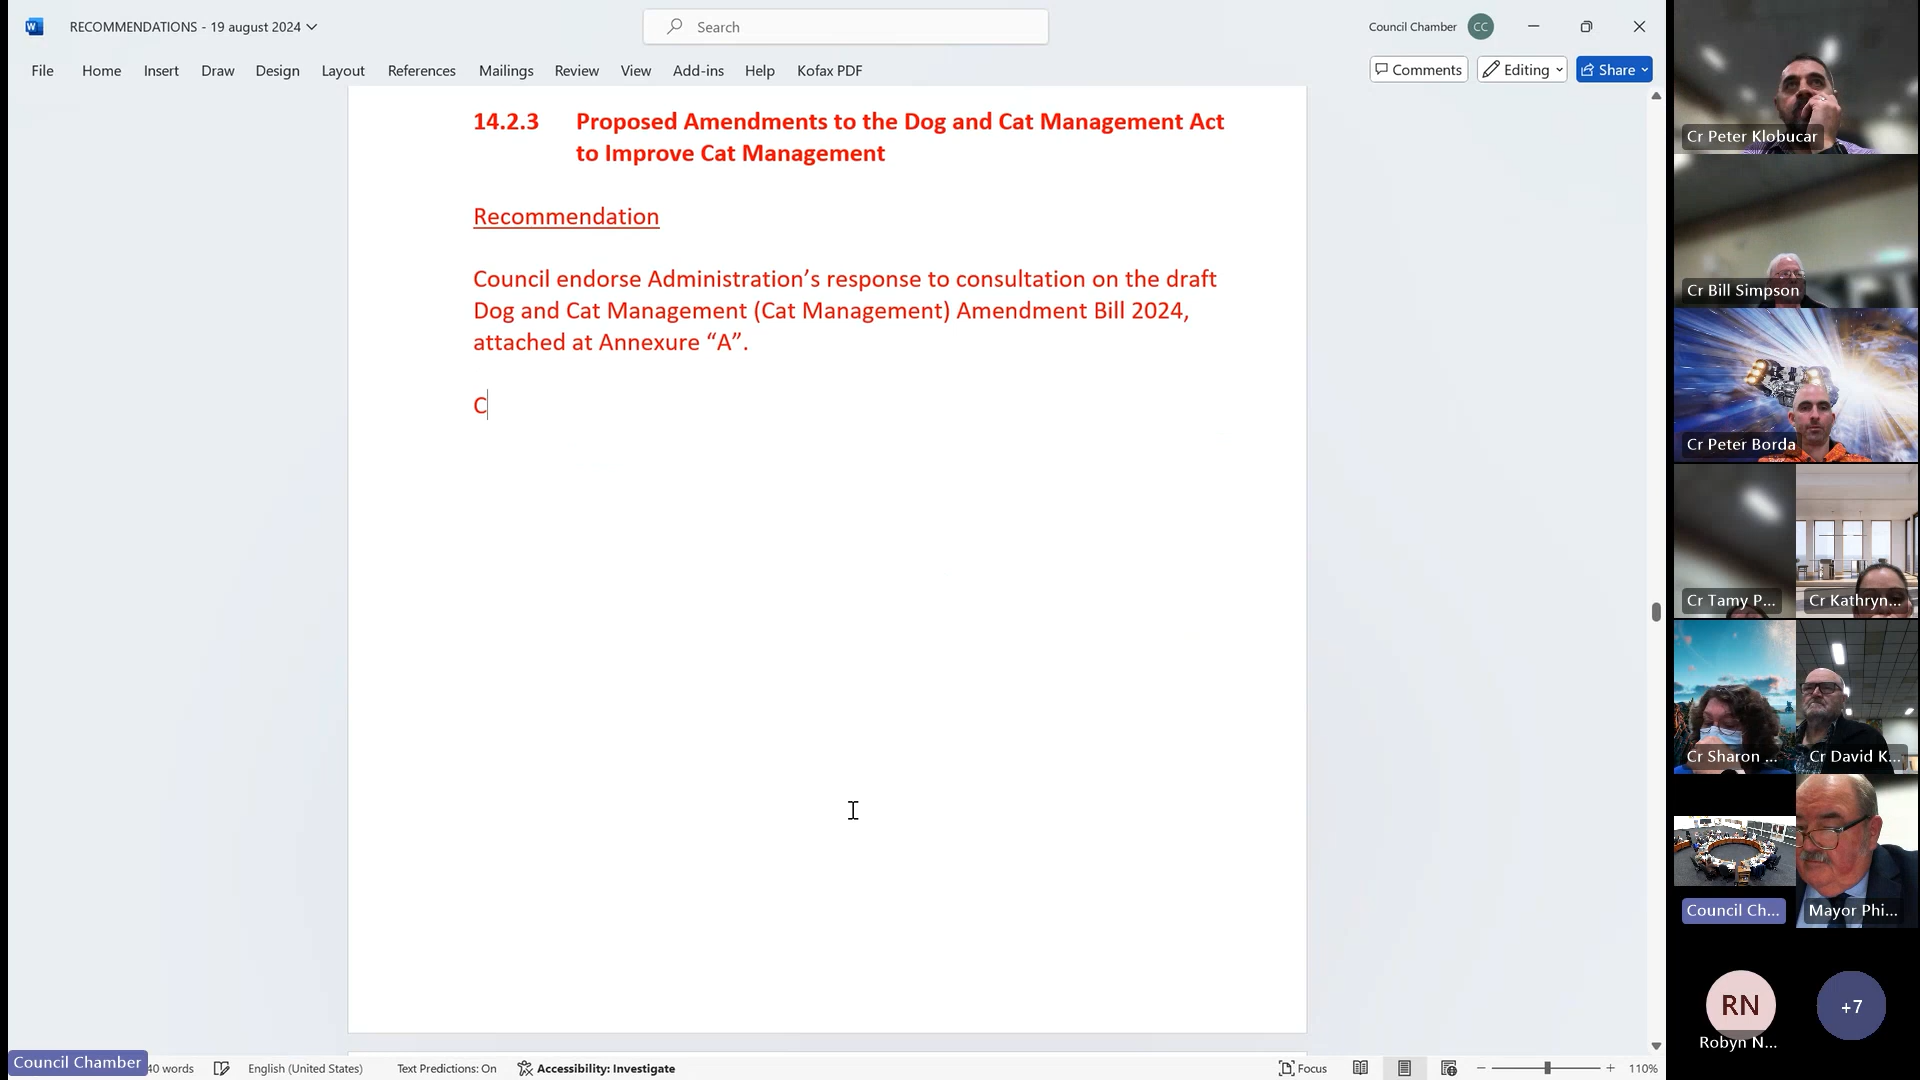 RECOMMENDATIONS - 19 august 2024
Search
Council Chamber
CC
File Home Insert Draw Design Layout References Mailings Review View Add-ins Help Kofax PDF
Comments
Editing
Share
14.2.3 Proposed Amendments to the Dog and Cat Management Act
to Improve Cat Management
Recommendation
Council endorse Administration’s response to consultation on the draft
Dog and Cat Management (Cat Management) Amendment Bill 2024,
attached at Annexure “A”.
C
Cr Peter Klobucar
Cr Bill Simpson
Cr Peter Borda
Cr Tamy P...
Cr Kathryn...
Cr Sharon ...
Cr David K...
Council Ch...
Mayor Phi...
RN
Robyn N...
+7
Council Chamber
40 words
English (United States)
Text Predictions: On
Accessibility: Investigate
Focus
110%